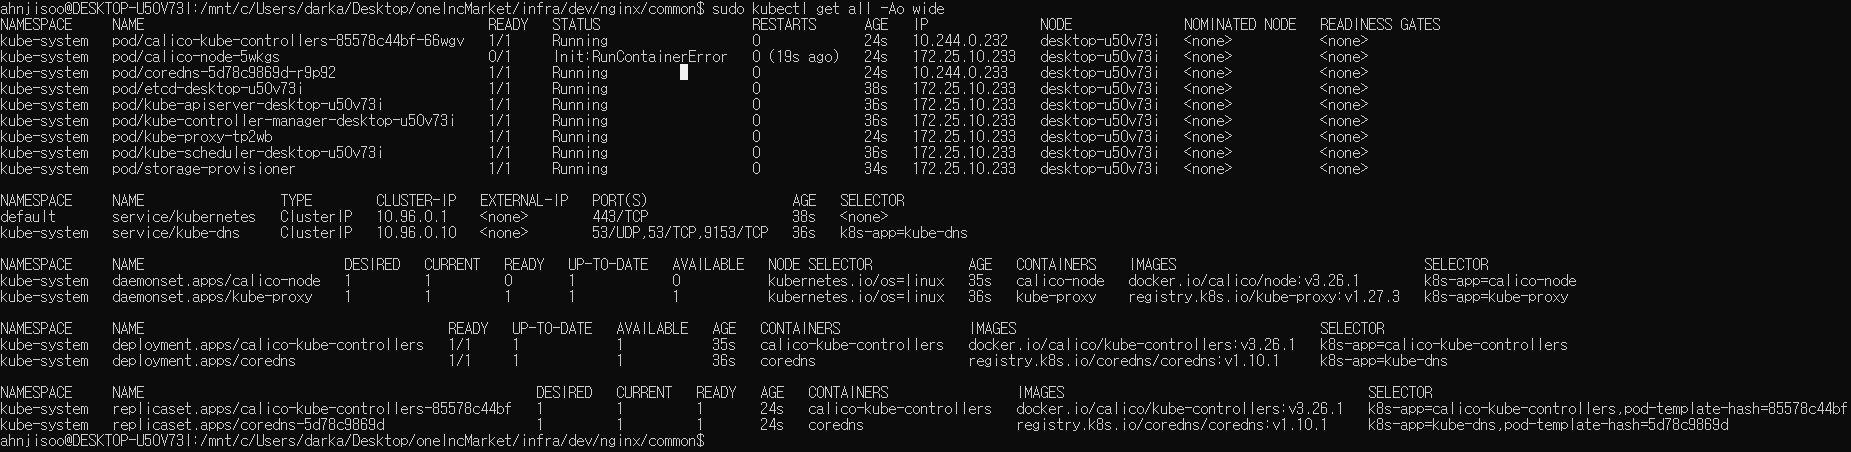 ahnjisoo@DESKTOP-U50V73I:/mnt/c/Users/darka/Desktop/oneIncMarket/infra/dev/nginx/common$ sudo kubectl get all -Ao wide
NAMESPACE NAME READY STATUS RESTARTS AGE IP NODE NOMINATED NODE READINESS GATES
kube-system pod/calico-kube-controllers-85578c44bf-66wgv 1/1 Running 0 24s 10.244.0.232 desktop-u50v73i <none> <none>
kube-system pod/calico-node-5wkgs 0/1 Init:RunContainerError 0 (19s ago) 24s 172.25.10.233 desktop-u50v73i <none> <none>
kube-system pod/coredns-5d78c9869d-r9p92 1/1 Running 0 24s 10.244.0.233 desktop-u50v73i <none> <none>
kube-system pod/etcd-desktop-u50v73i 1/1 Running 0 38s 172.25.10.233 desktop-u50v73i <none> <none>
kube-system pod/kube-apiserver-desktop-u50v73i 1/1 Running 0 36s 172.25.10.233 desktop-u50v73i <none> <none>
kube-system pod/kube-controller-manager-desktop-u50v73i 1/1 Running 0 36s 172.25.10.233 desktop-u50v73i <none> <none>
kube-system pod/kube-proxy-tp2wb 1/1 Running 0 24s 172.25.10.233 desktop-u50v73i <none> <none>
kube-system pod/kube-scheduler-desktop-u50v73i 1/1 Running 0 36s 172.25.10.233 desktop-u50v73i <none> <none>
kube-system pod/storage-provisioner 1/1 Running 0 34s 172.25.10.233 desktop-u50v73i <none> <none>
NAMESPACE NAME TYPE CLUSTER-IP EXTERNAL-IP PORT(S) AGE SELECTOR
default service/kubernetes ClusterIP 10.96.0.1 <none> 443/TCP 38s <none>
kube-system service/kube-dns ClusterIP 10.96.0.10 <none> 53/UDP,53/TCP,9153/TCP 36s k8s-app=kube-dns
NAMESPACE NAME DESIRED CURRENT READY UP-TO-DATE AVAILABLE NODE SELECTOR AGE CONTAINERS IMAGES SELECTOR
kube-system daemonset.apps/calico-node 1 1 0 1 0 kubernetes.io/os=linux 35s calico-node docker.io/calico/node:v3.26.1 k8s-app=calico-node
kube-system daemonset.apps/kube-proxy 1 1 1 1 1 kubernetes.io/os=linux 36s kube-proxy registry.k8s.io/kube-proxy:v1.27.3 k8s-app=kube-proxy
NAMESPACE NAME READY UP-TO-DATE AVAILABLE AGE CONTAINERS IMAGES SELECTOR
kube-system deployment.apps/calico-kube-controllers 1/1 1 1 35s calico-kube-controllers docker.io/calico/kube-controllers:v3.26.1 k8s-app=calico-kube-controllers
kube-system deployment.apps/coredns 1/1 1 1 36s coredns registry.k8s.io/coredns/coredns:v1.10.1 k8s-app=kube-dns
NAMESPACE NAME DESIRED CURRENT READY AGE CONTAINERS IMAGES SELECTOR
kube-system replicaset.apps/calico-kube-controllers-85578c44bf 1 1 1 24s calico-kube-controllers docker.io/calico/kube-controllers:v3.26.1 k8s-app=calico-kube-controllers,pod-template-hash=85578c44bf
kube-system replicaset.apps/coredns-5d78c9869d 1 1 1 24s coredns registry.k8s.io/coredns/coredns:v1.10.1 k8s-app=kube-dns,pod-template-hash=5d78c9869d
ahnjisoo@DESKTOP-U50V73I:/mnt/c/Users/darka/Desktop/oneIncMarket/infra/dev/nginx/common$